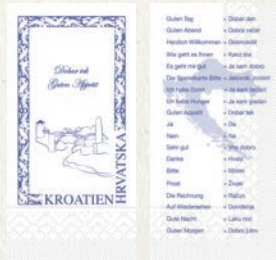 Dobar tek
Guten Appetit
KROATIEN
HRVATSKA
Guten Tag = Dobar dan
Guten Abend = Dobra večer
Herzlich Willkommen = Dobrodošli
Wie geht es Ihnen = Kako ste
Es geht mir gut = Ja sam dobro
Die Speisekarte Bitte = Jelovnik, molim
Ich habe Durst = Ja sam žedan
Ich habe Hunger = Ja sam gladan
Guten Appetit = Dobar tek
Ja = Da
Nein = Ne
Sehr gut = Vrlo dobro
Danke = Hvala
Bitte = Molim
Prost = Živjeli
Die Rechnung = Račun
Auf Wiedersehen = Doviđenja
Gute Nacht = Laku noć
Guten Morgen = Dobro jutro